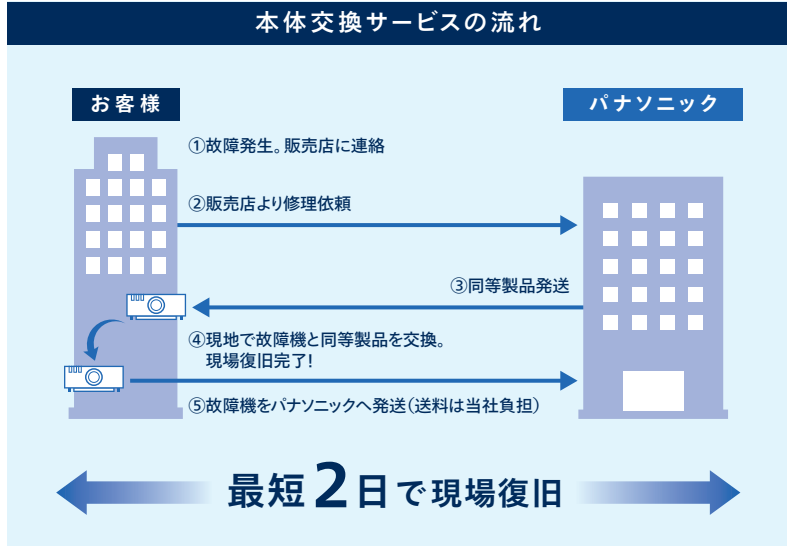 本体交換サービスの流れ
お客様
パナソニック
①故障発生。販売店に連絡
②販売店より修理依頼
③同等製品発送
④現地で故障機と同等製品を交換。
現場復旧完了！
⑤故障機をパナソニックへ発送（送料は当社負担）
最短2日で現場復旧